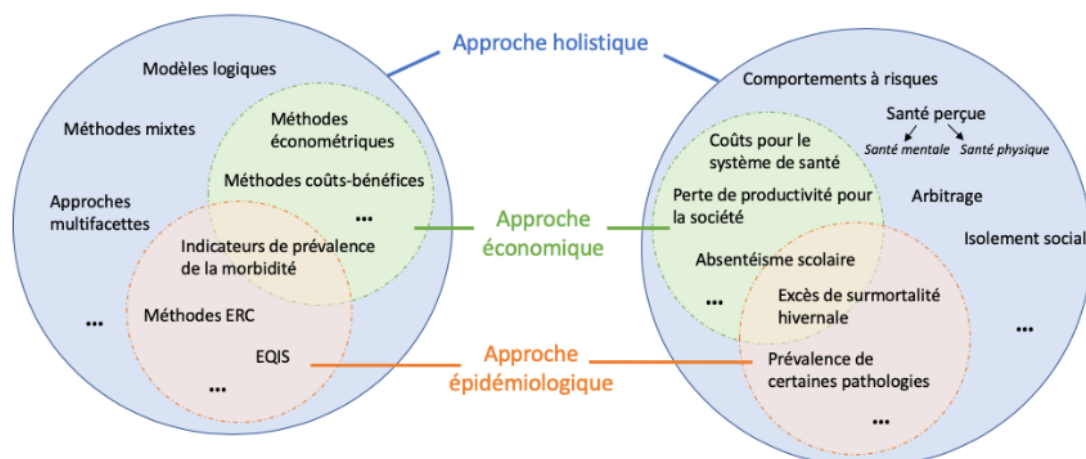 Approche holistique
Modèles logiques
Méthodes mixtes
Méthodes
économétriques
Méthodes coûts-bénéfices
...
Approches
multifacettes
Indicateurs de prévalence
de la morbidité
...
Méthodes ERC
EQIS
...
Approche
économique
Approche
épidémiologique
Comportements à risques
Santé perçue
Santé mentale Santé physique
Coûts pour le
système de santé
Perte de productivité pour
la société
Arbitrage
Isolement social
Absentéisme scolaire
...
Excès de surmortalité
hivernale
...
Prévalence de
certaines pathologies
...